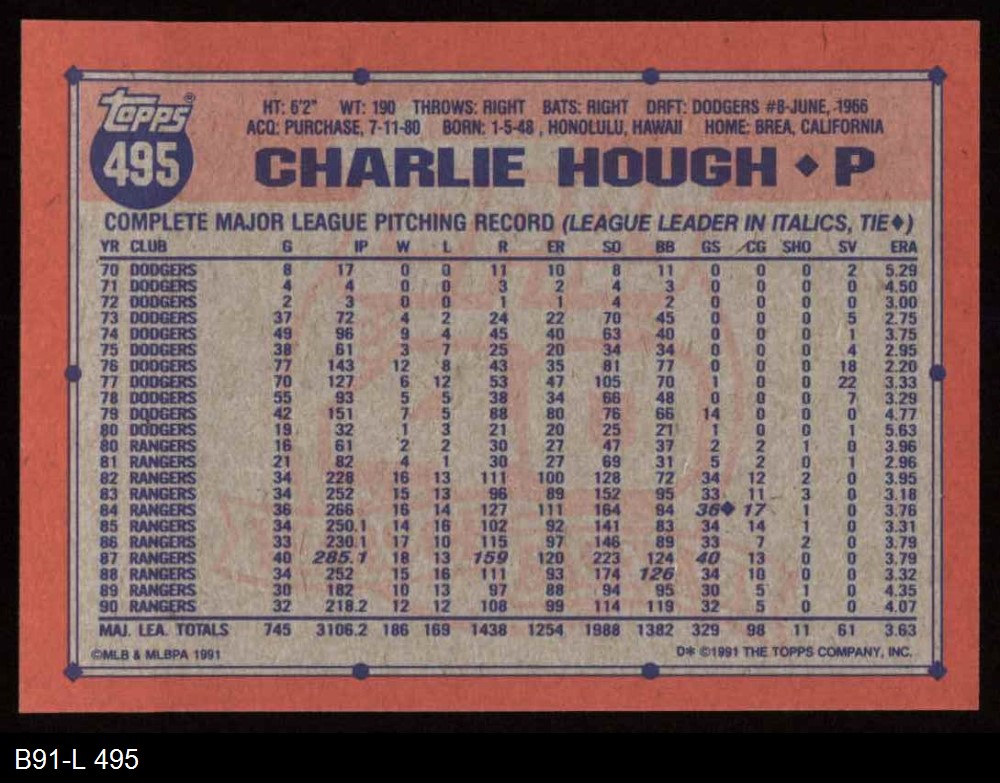 TOPPS®
495
HT: 6'2" WT: 190 THROWS: RIGHT BATS: RIGHT DRFT: DODGERS #8-JUNE, 1966
ACQ: PURCHASE, 7-11-80 BORN: 1-5-48, HONOLULU, HAWAII HOME: BREA, CALIFORNIA
CHARLIE HOUGH ♦ P
COMPLETE MAJOR LEAGUE PITCHING RECORD (LEAGUE LEADER IN ITALICS, TIE♦)
YR CLUB G IP W L R ER SO BB GS CG SHO SV ERA
70 DODGERS 8 17 0 0 11 10 8 11 0 0 0 2 5.29
71 DODGERS 4 4 0 0 3 2 4 3 0 0 0 0 4.50
72 DODGERS 2 3 0 0 1 1 4 2 0 0 0 0 3.00
73 DODGERS 37 72 4 2 24 22 70 45 0 0 0 5 2.75
74 DODGERS 49 96 9 4 45 40 63 40 0 0 0 1 3.75
75 DODGERS 38 61 3 7 25 20 34 34 0 0 0 4 2.95
76 DODGERS 77 143 12 8 43 35 81 77 0 0 0 18 2.20
77 DODGERS 70 127 6 12 53 47 105 70 1 0 0 22 3.33
78 DODGERS 55 93 5 5 38 34 66 48 0 0 0 7 3.29
79 DODGERS 42 151 7 5 88 80 76 66 14 0 0 0 4.77
80 DODGERS 19 32 1 3 21 20 25 21 1 0 0 1 5.63
80 RANGERS 16 61 2 2 30 27 47 37 2 2 1 0 3.96
81 RANGERS 21 82 4 1 30 27 69 31 5 2 0 1 2.96
82 RANGERS 34 228 16 13 111 100 128 72 34 12 2 0 3.95
83 RANGERS 34 252 15 13 96 89 152 95 33 11 3 0 3.18
84 RANGERS 36 266 16 14 127 111 164 94 36♦ 17 1 0 3.76
85 RANGERS 34 250.1 14 16 102 92 141 83 34 14 1 0 3.31
86 RANGERS 33 230.1 17 10 115 97 146 89 33 7 2 0 3.79
87 RANGERS 40 285.1 18 13 159 120 223 124 40 13 0 0 3.79
88 RANGERS 34 252 15 16 111 93 174 126 34 10 0 0 3.32
89 RANGERS 30 182 10 13 97 88 94 95 30 5 1 0 4.35
90 RANGERS 32 218.2 12 12 108 99 114 119 32 5 0 0 4.07
MAJ. LEA. TOTALS 745 3106.2 186 169 1438 1254 1988 1382 329 98 11 61 3.63
©MLB & MLBPA 1991 D* ©1991 THE TOPPS COMPANY, INC.
B91-L 495